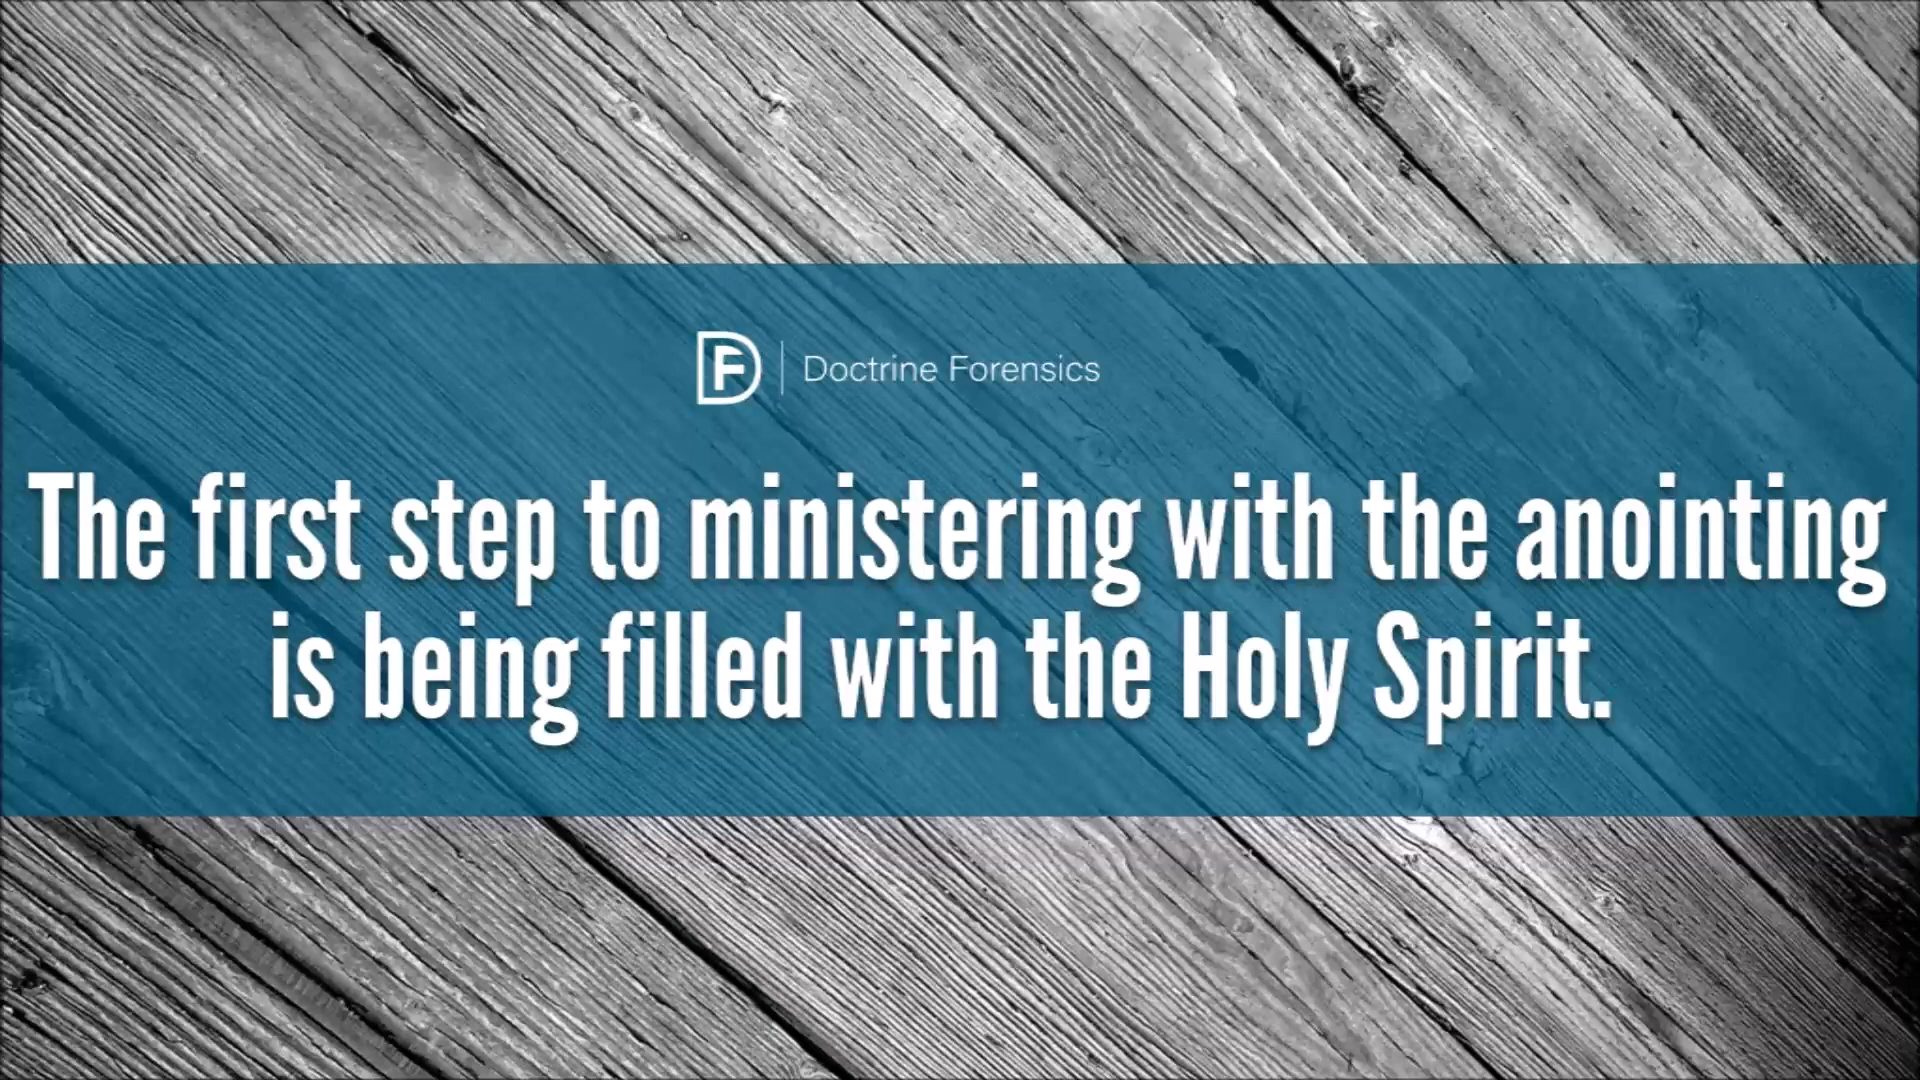 DF | Doctrine Forensics
The first step to ministering with the anointing
is being filled with the Holy Spirit.